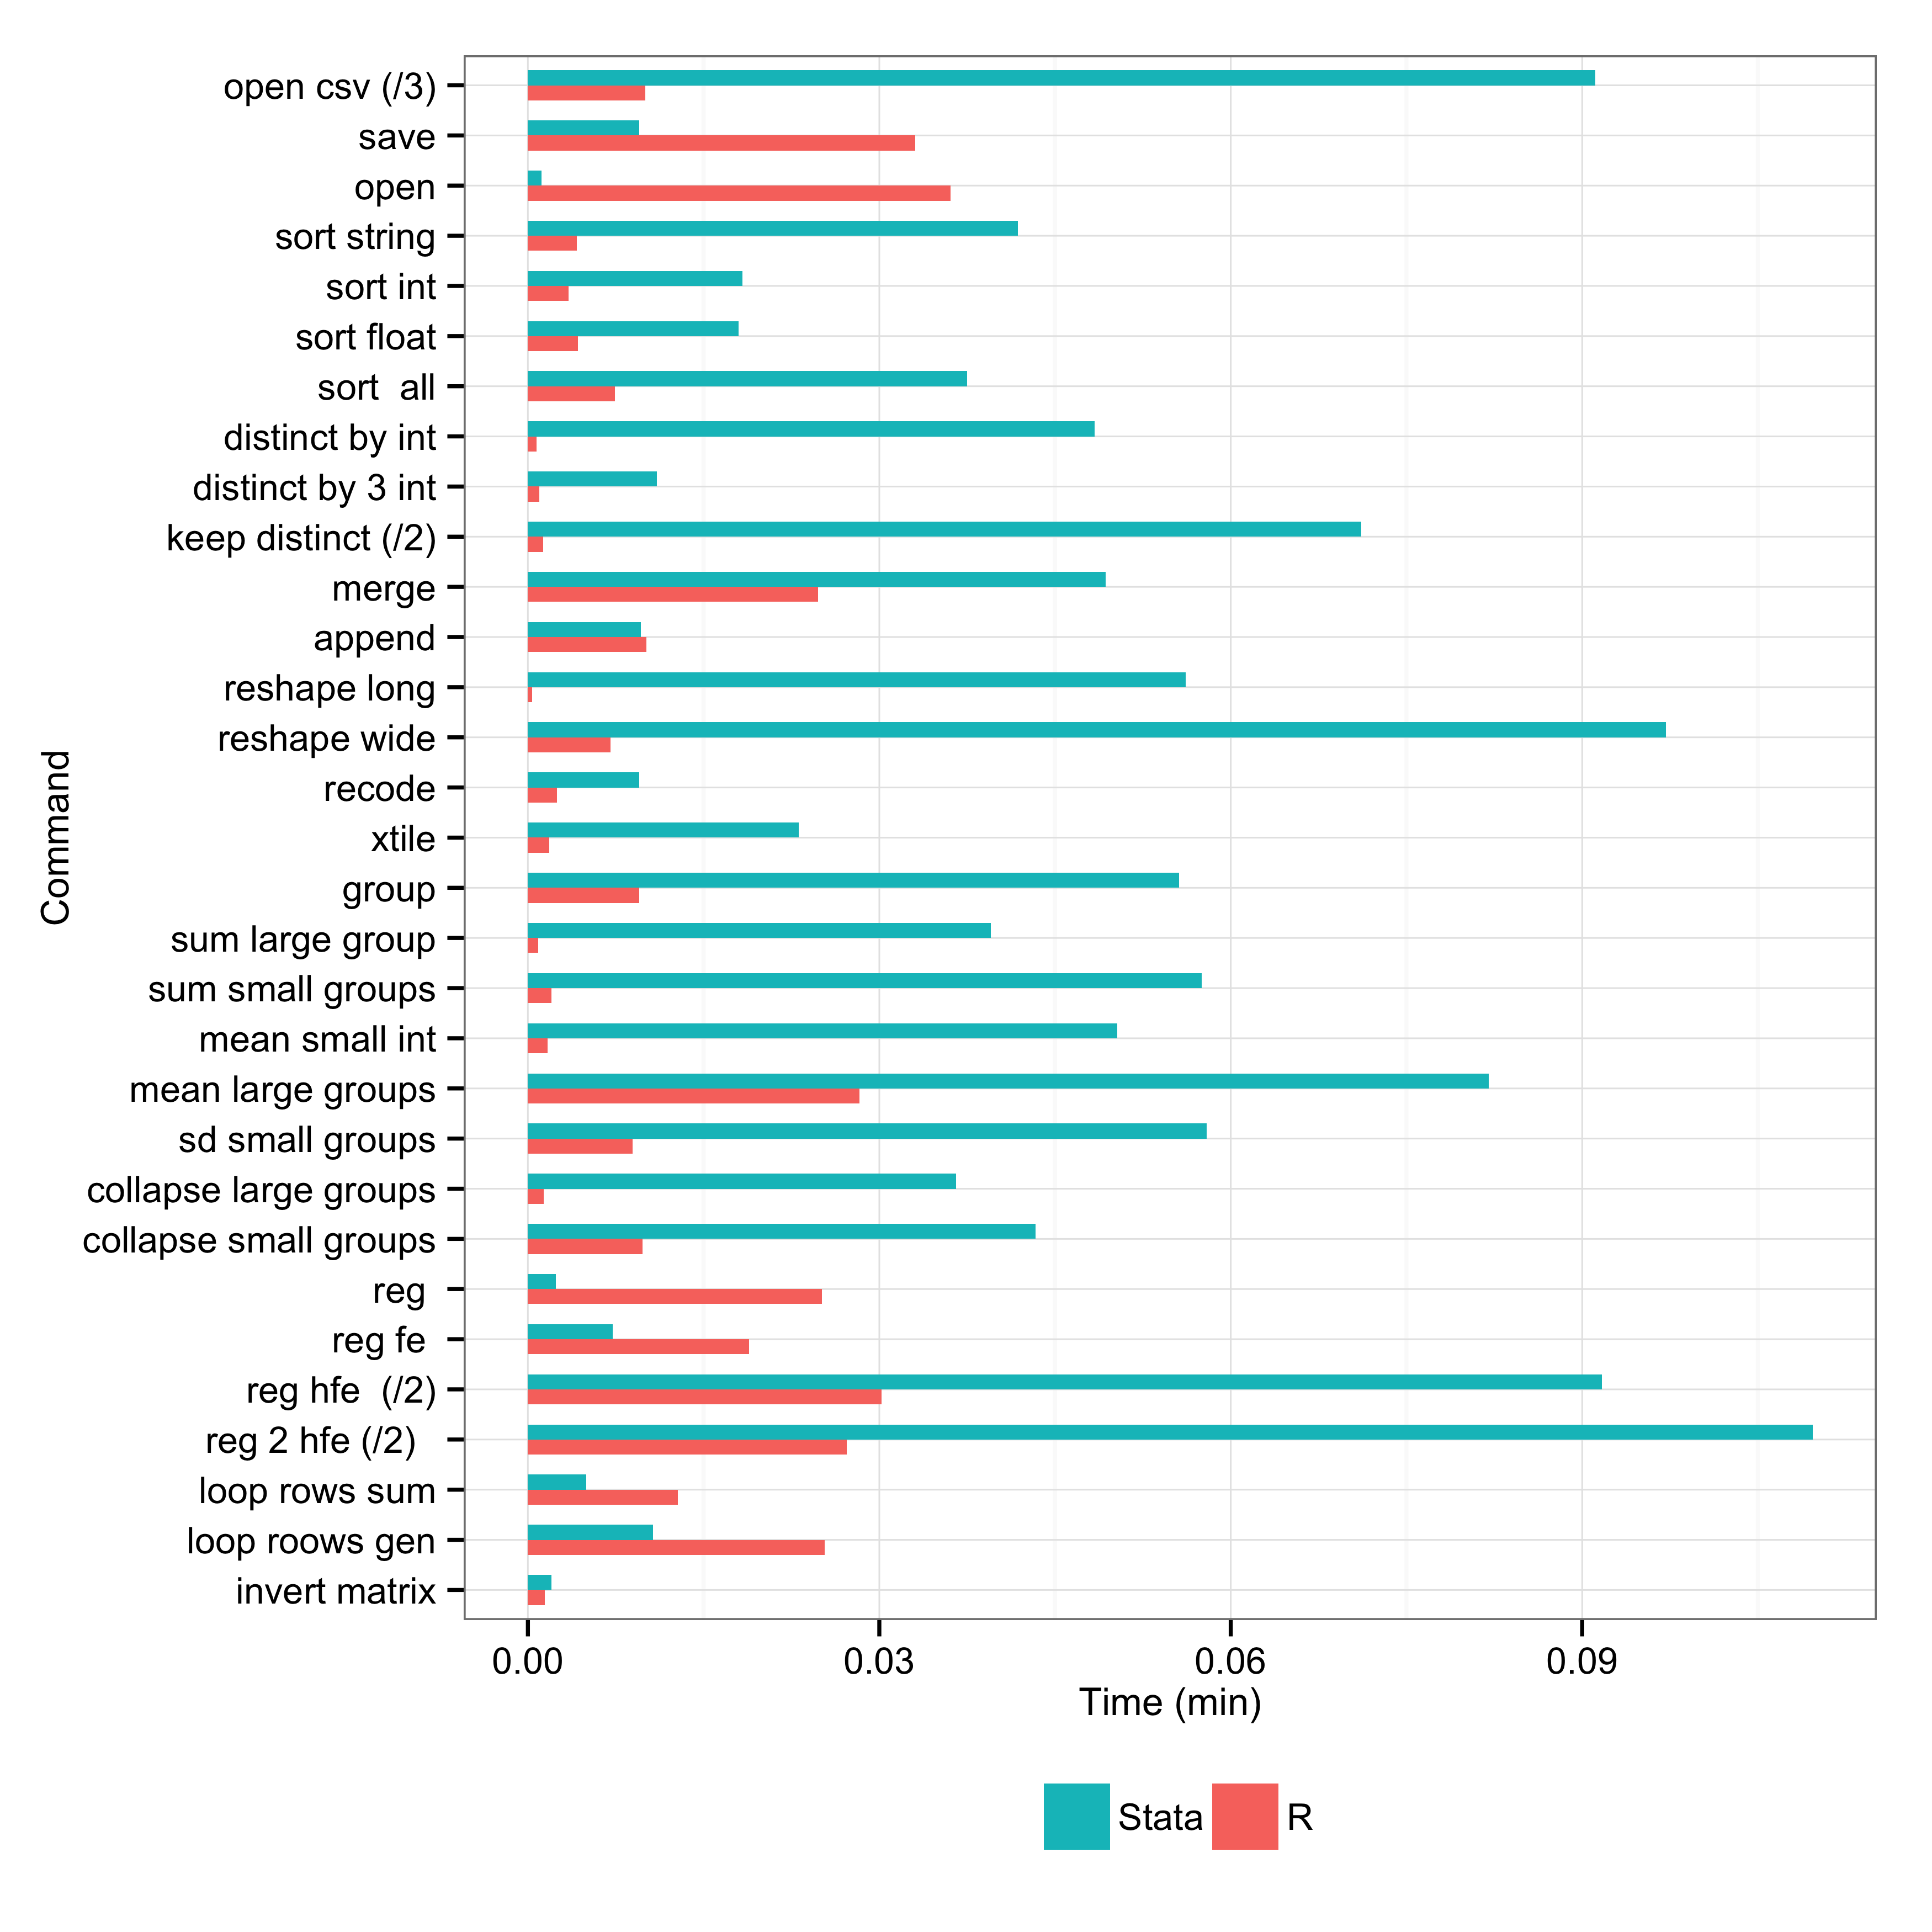 open csv (/3)
save
open
sort string
sort int
sort float
sort  all
distinct by int
distinct by 3 int
keep distinct (/2)
merge
append
reshape long
reshape wide
recode
xtile
group
sum large group
sum small groups
mean small int
mean large groups
sd small groups
collapse large groups
collapse small groups
reg
reg fe
reg hfe  (/2)
reg 2 hfe (/2)
loop rows sum
loop roows gen
invert matrix
Command
0.00 0.03 0.06 0.09
Time (min)
Stata R